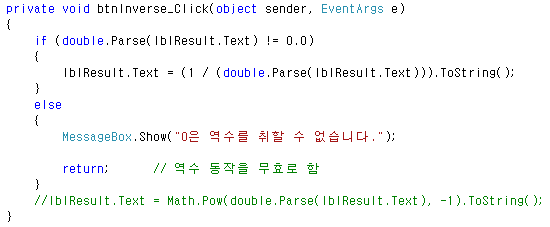 private void btnInverse_Click(object sender, EventArgs e)
{
if (double.Parse(lblResult.Text) != 0.0)
{
lblResult.Text = (1 / (double.Parse(lblResult.Text))).ToString();
}
else
{
MessageBox.Show("0은 역수를 취할 수 없습니다.");
return; // 역수 동작을 무효로 함
}
//lblResult.Text = Math.Pow(double.Parse(lblResult.Text), -1).ToString();
}